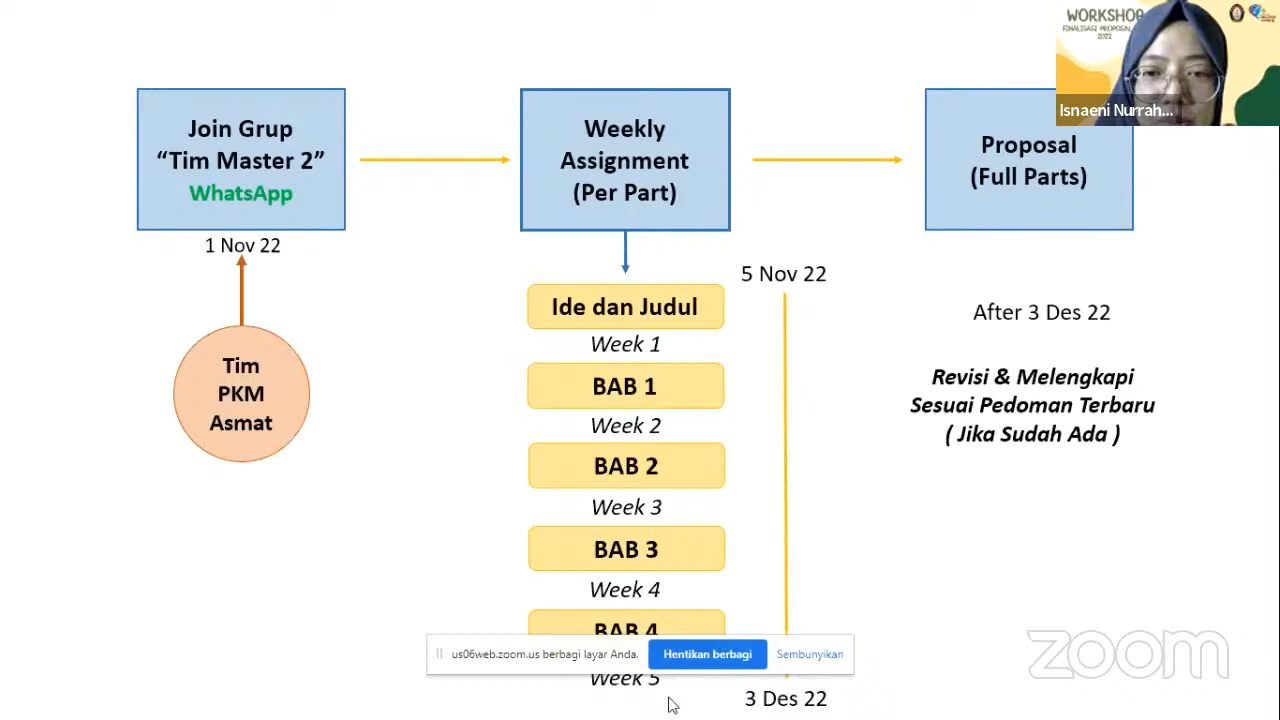 WORKSHOP
FINALISASI PROPOSAL
2022
Isnaeni Nurrah...
Join Grup
“Tim Master 2”
WhatsApp
1 Nov 22
Tim
PKM
Asmat
Weekly
Assignment
(Per Part)
Ide dan Judul
Week 1
BAB 1
Week 2
BAB 2
Week 3
BAB 3
Week 4
BAB 4
Week 5
5 Nov 22
3 Des 22
Proposal
(Full Parts)
After 3 Des 22
Revisi & Melengkapi
Sesuai Pedoman Terbaru
( Jika Sudah Ada )
us06web.zoom.us berbagi layar Anda.
Hentikan berbagi
Sembunyikan
zoom